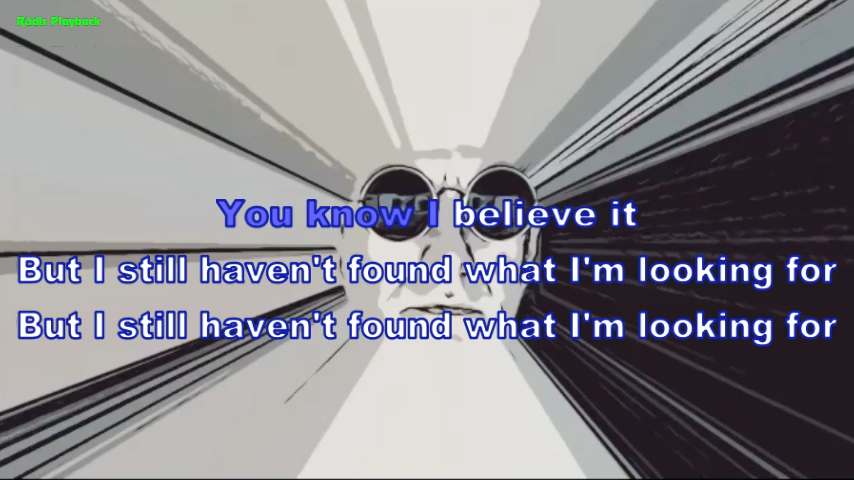 Rudis Playback
You know I believe it
But I still haven't found what I'm looking for
But I still haven't found what I'm looking for